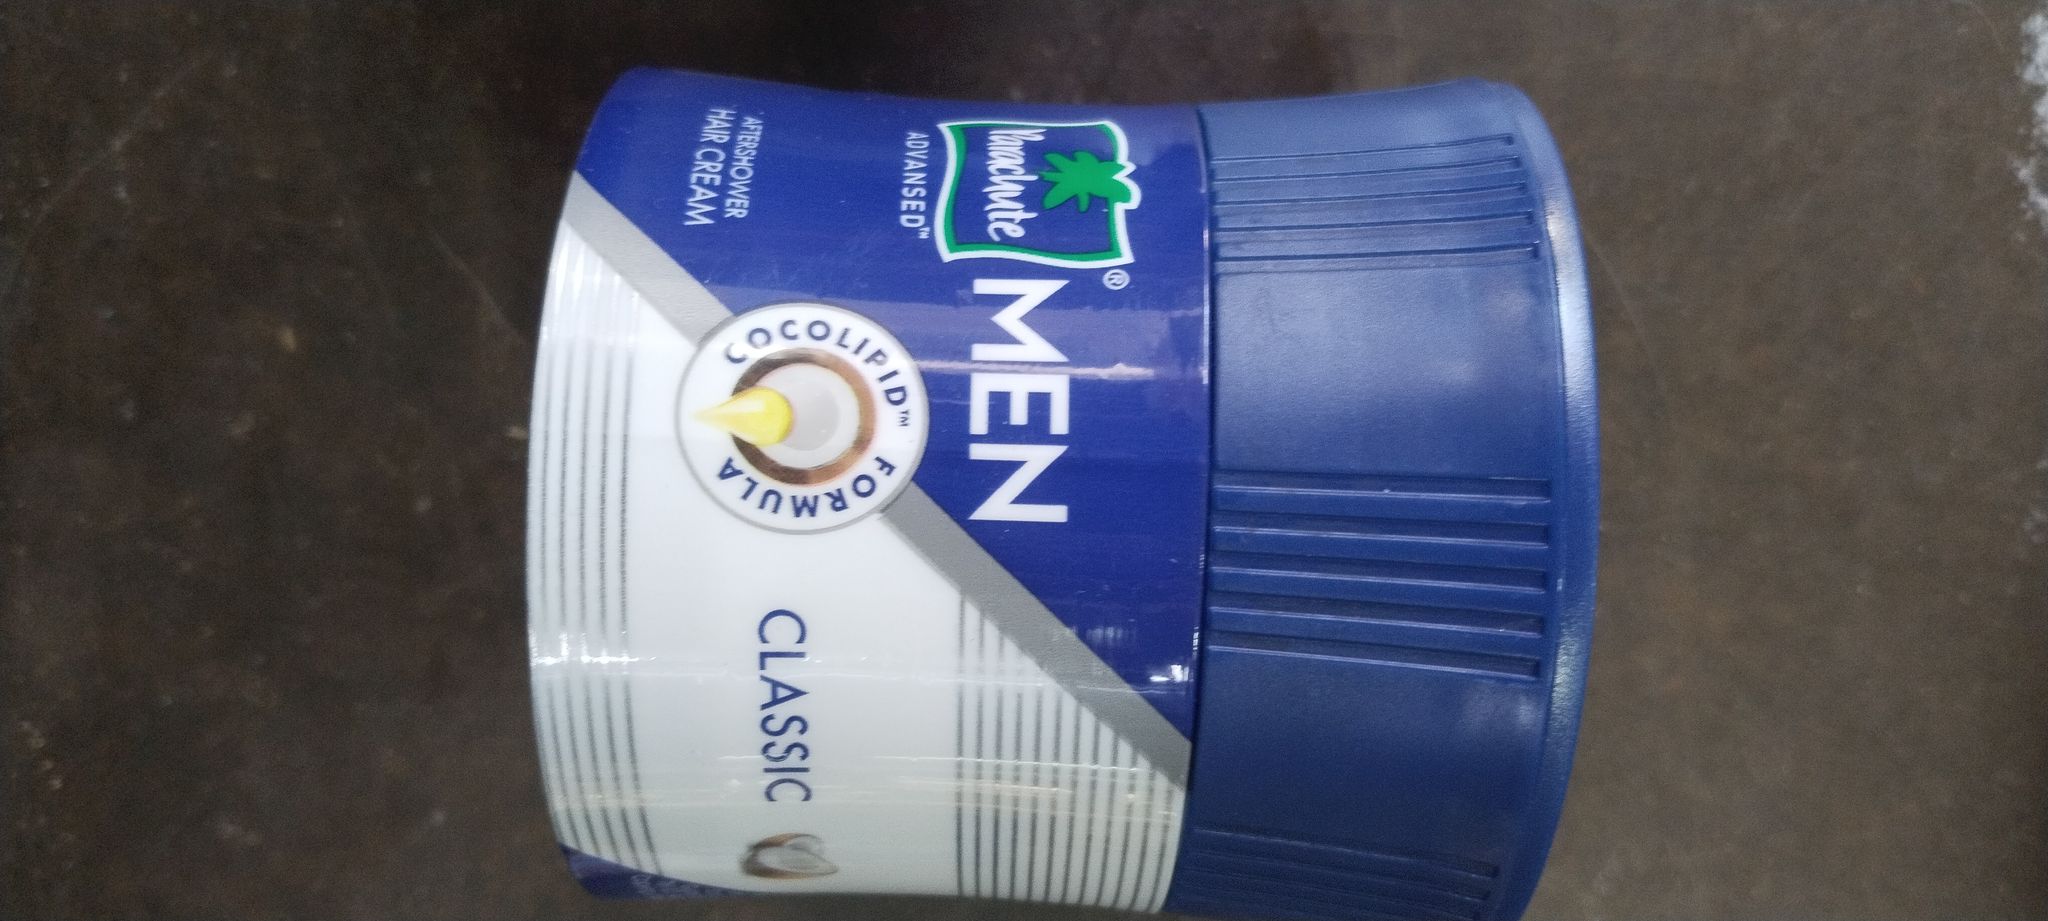 Parachute®
ADVANSED™
MEN
AFTERSHOWER
HAIR CREAM
COCOLIPID™ FORMULA
CLASSIC